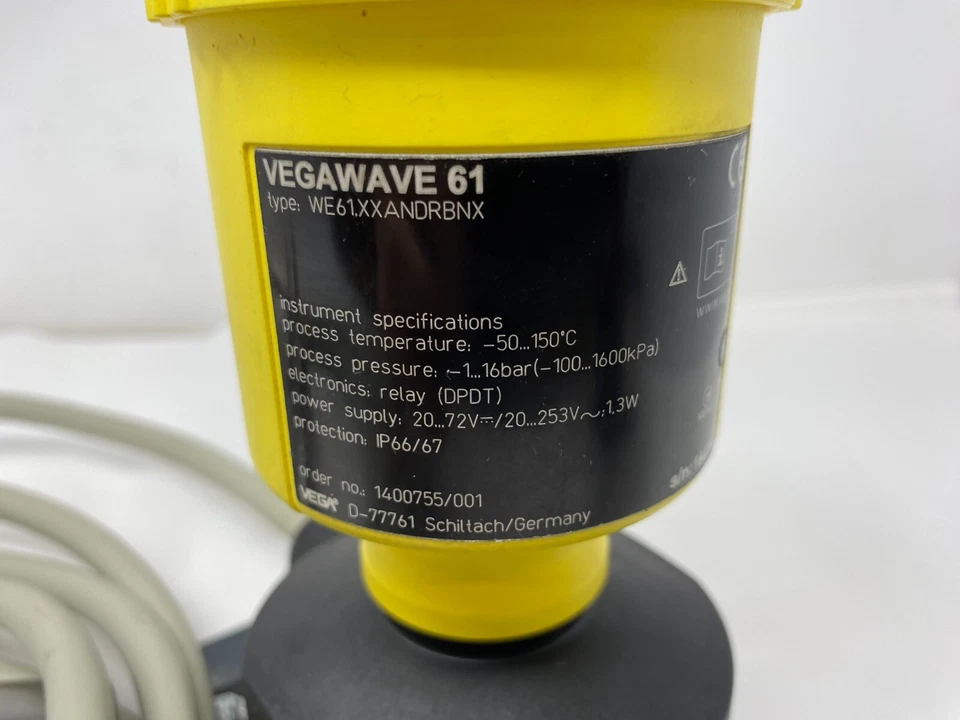 VEGAWAVE 61
type: WE61.XXANDRBNX
instrument specifications
process temperature: -50...150°C
process pressure: -1...16bar(-100...1600kPa)
electronics: relay (DPDT)
power supply: 20...72V⎓/20...253V∼;1,3W
protection: IP66/67
order no.: 1400755/001
VEGA D-77761 Schiltach/Germany
s/n: